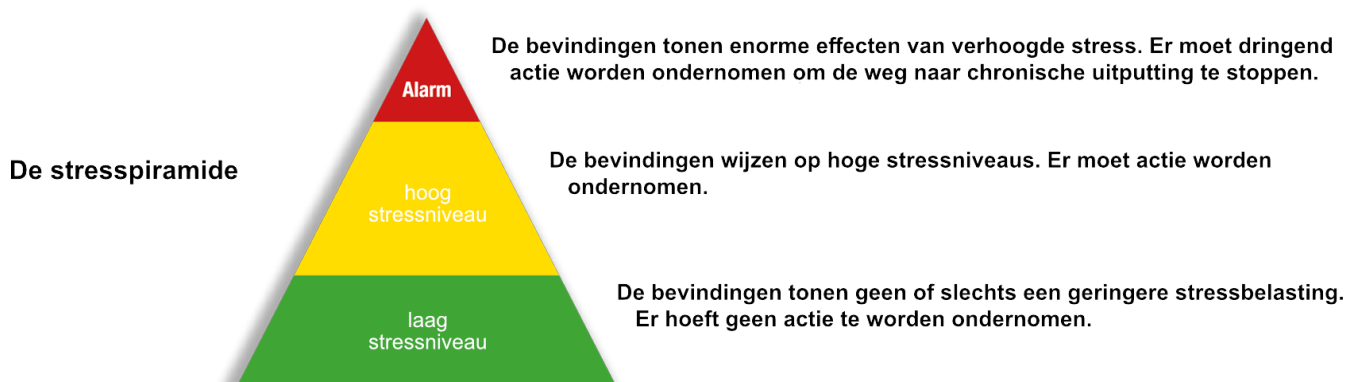 De bevindingen tonen enorme effecten van verhoogde stress. Er moet dringend
actie worden ondernomen om de weg naar chronische uitputting te stoppen.
Alarm
De stresspiramide
De bevindingen wijzen op hoge stressniveaus. Er moet actie worden
ondernomen.
hoog
stressniveau
De bevindingen tonen geen of slechts een geringere stressbelasting.
Er hoeft geen actie te worden ondernomen.
laag
stressniveau